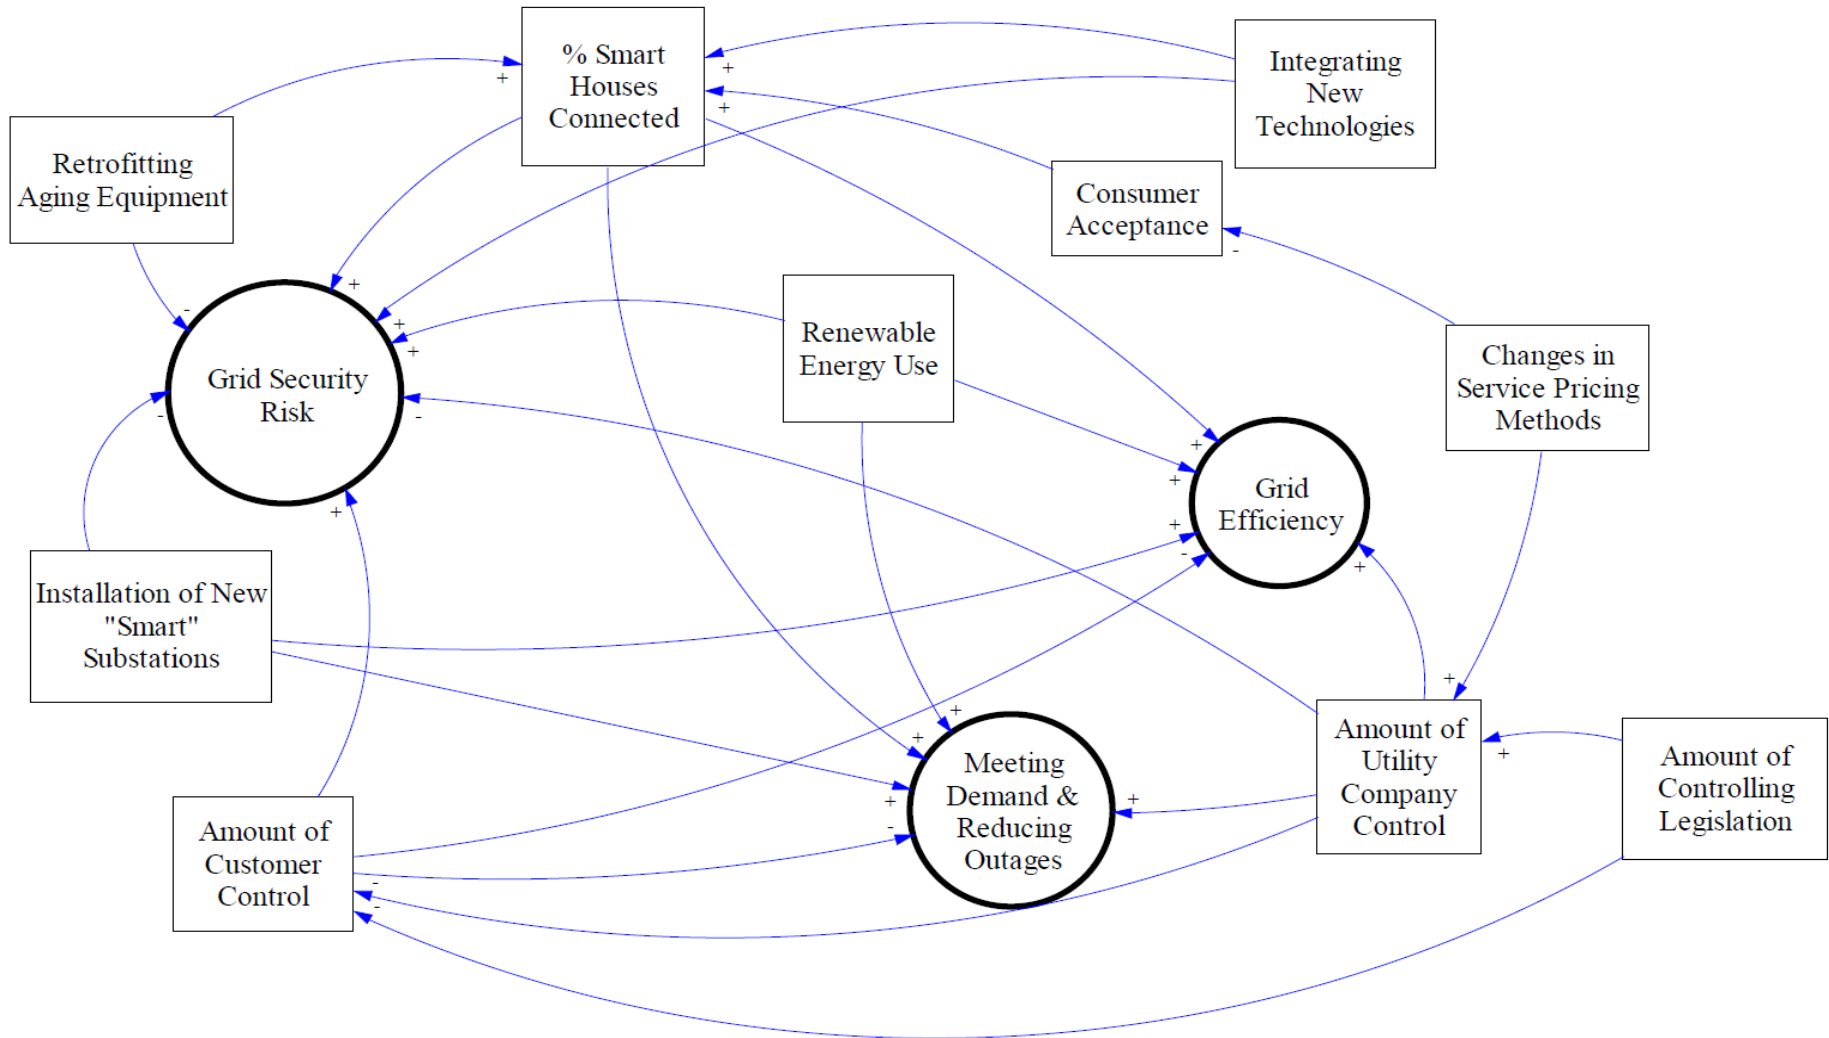 % Smart
Houses
Connected
Integrating
New
Technologies
Retrofitting
Aging Equipment
Consumer
Acceptance
Renewable
Energy Use
Changes in
Service Pricing
Methods
Grid Security
Risk
Grid
Efficiency
Installation of New
"Smart"
Substations
Amount of
Utility
Company
Control
Amount of
Controlling
Legislation
Meeting
Demand &
Reducing
Outages
Amount of
Customer
Control
+
+
+
-
-
+
+
+
-
-
+
+
+
+
-
+
+
+
+
+
-
+
+
-
-